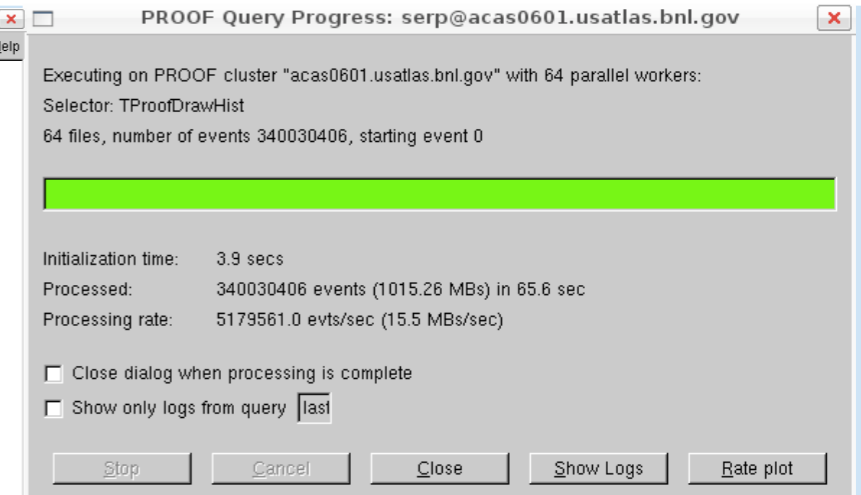 PROOF Query Progress: serp@acas0601.usatlas.bnl.gov
Executing on PROOF cluster "acas0601.usatlas.bnl.gov" with 64 parallel workers:
Selector: TProofDrawHist
64 files, number of events 340030406, starting event 0
Initialization time: 3.9 secs
Processed: 340030406 events (1015.26 MBs) in 65.6 sec
Processing rate: 5179561.0 evts/sec (15.5 MBs/sec)
Close dialog when processing is complete
Show only logs from query last
Stop Cancel Close Show Logs Rate plot